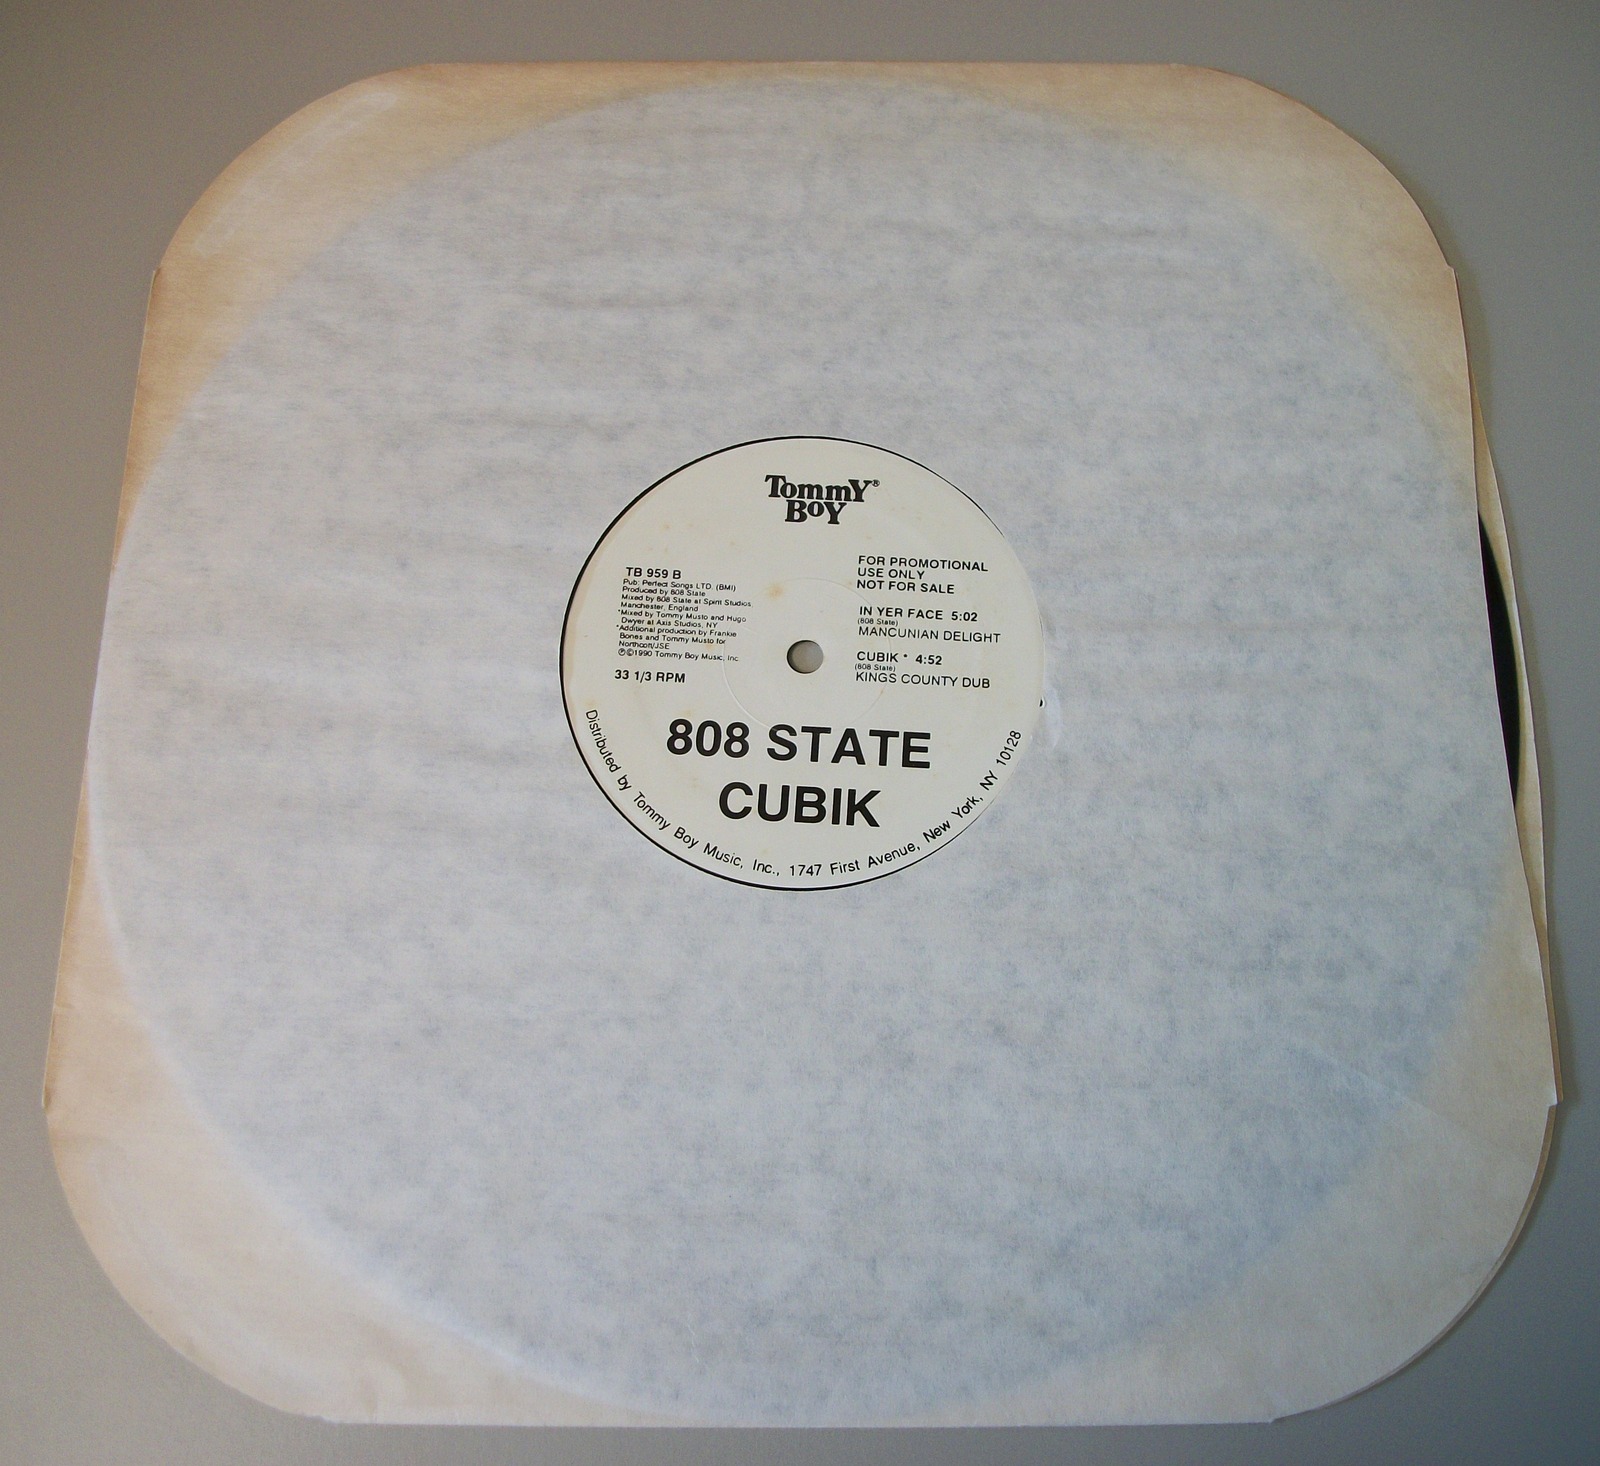 TommY®
BoY
TB 959 B
Pub: Perfect Songs LTD. (BMI)
Produced by 808 State
Mixed by 808 State at Spirit Studios,
Manchester, England
*Mixed by Tommy Musto and Hugo
Dwyer at Axis Studios, NY
*Additional production by Frankie
Bones and Tommy Musto for
Northcott/JSE
℗©1990 Tommy Boy Music, Inc.
33 1/3 RPM
FOR PROMOTIONAL
USE ONLY
NOT FOR SALE
IN YER FACE 5:02
(808 State)
MANCUNIAN DELIGHT
CUBIK * 4:52
(808 State)
KINGS COUNTY DUB
808 STATE
CUBIK
Distributed by Tommy Boy Music, Inc., 1747 First Avenue, New York, NY 10128